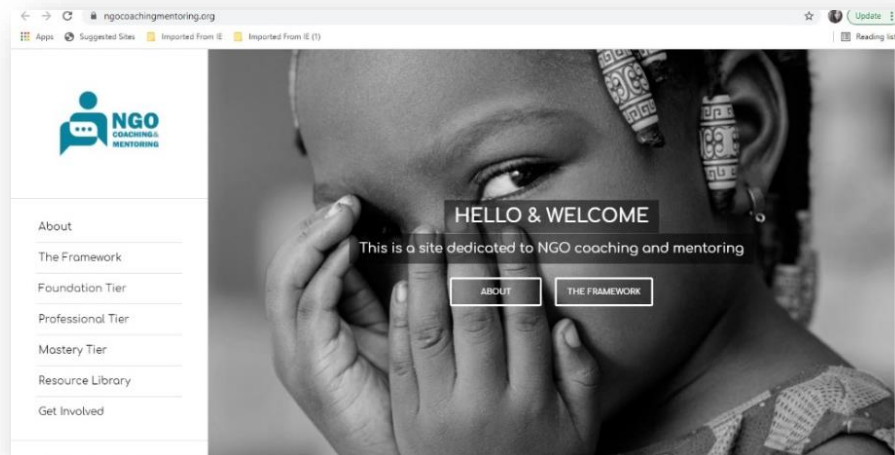 ngocoachingmentoring.org
Update
Apps Suggested Sites Imported From IE Imported From IE (1)
Reading list
NGO
COACHING&
MENTORING
About
The Framework
Foundation Tier
Professional Tier
Mastery Tier
Resource Library
Get Involved
HELLO & WELCOME
This is a site dedicated to NGO coaching and mentoring
ABOUT THE FRAMEWORK